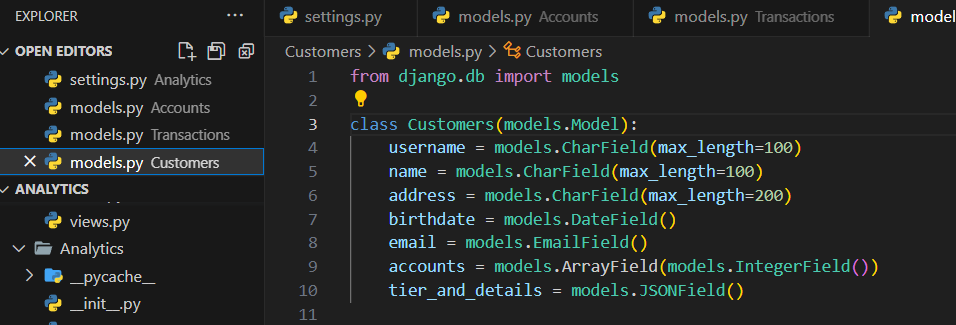 EXPLORER
OPEN EDITORS
settings.py Analytics
models.py Accounts
models.py Transactions
models.py Customers
ANALYTICS
views.py
Analytics
__pycache__
__init__.py
settings.py
models.py Accounts
models.py Transactions
model
Customers > models.py > Customers
1 from django.db import models
2
3 class Customers(models.Model):
4 username = models.CharField(max_length=100)
5 name = models.CharField(max_length=100)
6 address = models.CharField(max_length=200)
7 birthdate = models.DateField()
8 email = models.EmailField()
9 accounts = models.ArrayField(models.IntegerField())
10 tier_and_details = models.JSONField()
11